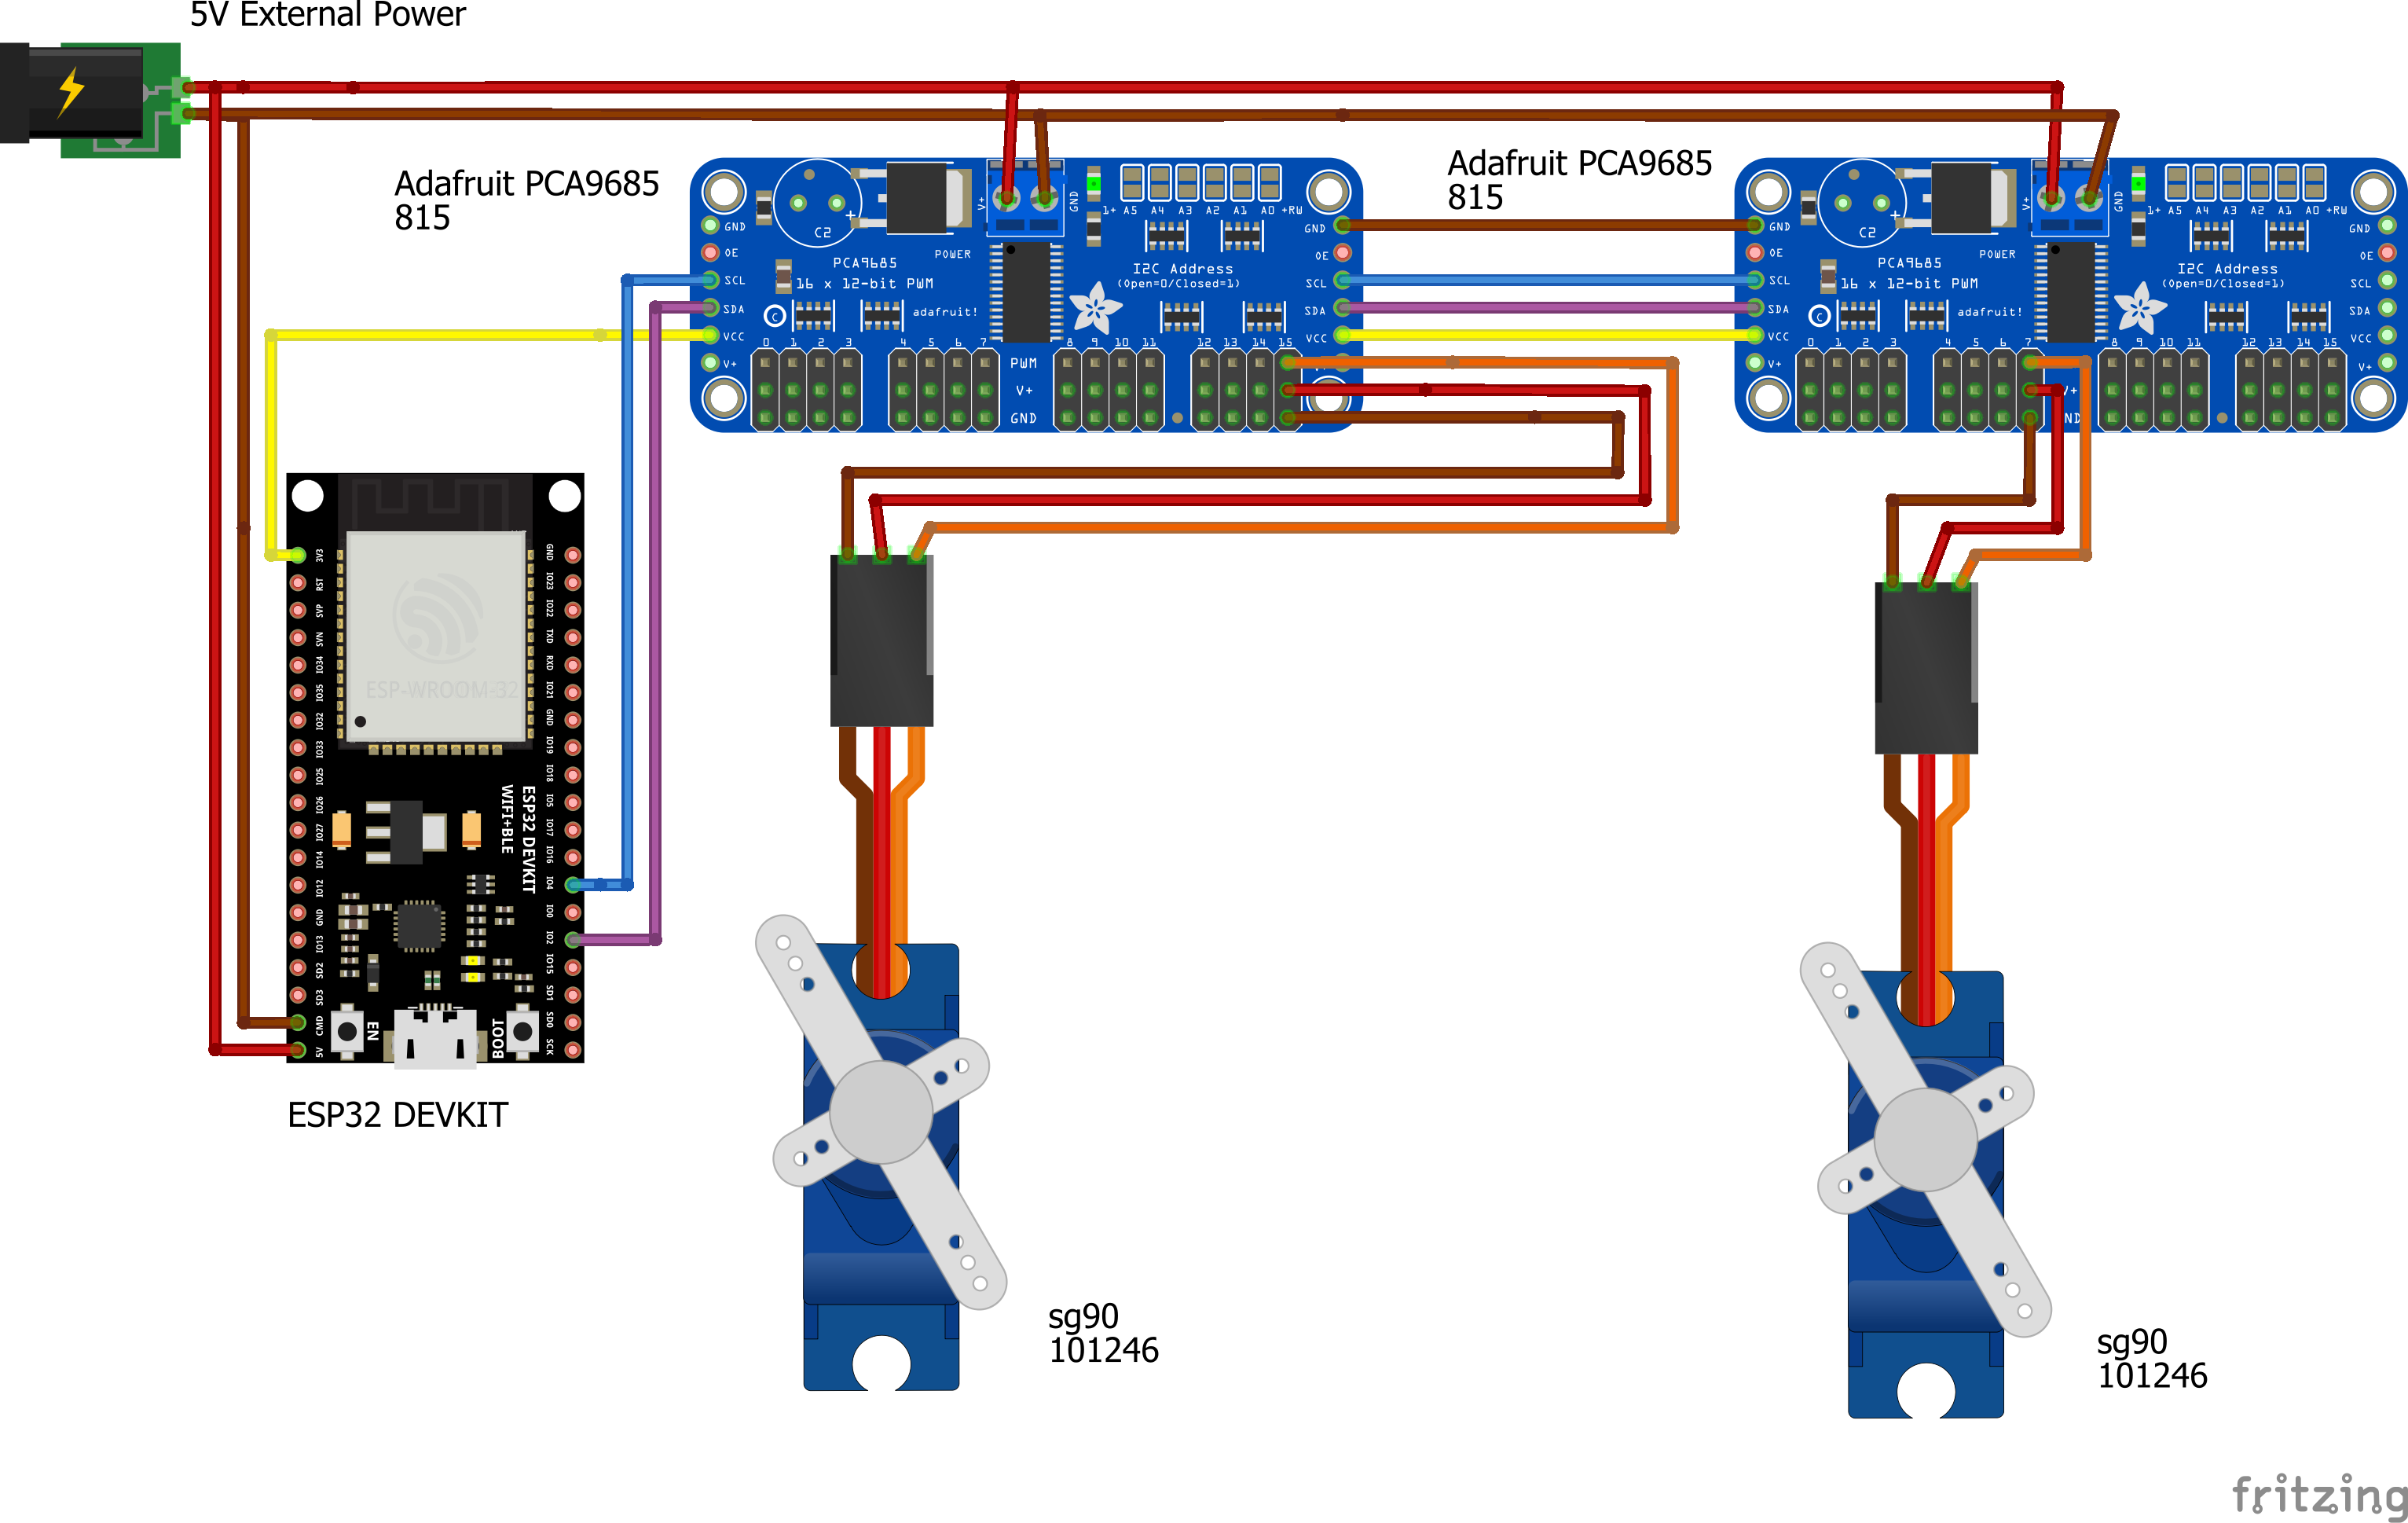 5V External Power
Adafruit PCA9685
815
Adafruit PCA9685
815
V+
GND
1+ A5 A4 A3 A2 A1 A0 +RW
GND
OE
SCL
SDA
VCC
V+
C2
POWER
PCA9685
16 x 12-bit PWM
adafruit!
I2C Address
(Open=0/Closed=1)
GND
OE
SCL
SDA
VCC
0 1 2 3 4 5 6 7 8 9 10 11 12 13 14 15
PWM
V+
GND
V+
GND
1+ A5 A4 A3 A2 A1 A0 +RW
GND
OE
SCL
SDA
VCC
V+
C2
POWER
PCA9685
16 x 12-bit PWM
adafruit!
I2C Address
(Open=0/Closed=1)
GND
OE
SCL
SDA
VCC
V+
0 1 2 3 4 5 6 7 8 9 10 11 12 13 14 15
V+
ND
3V3
RST
SVP
SVN
IO34
IO35
IO32
IO33
IO25
IO26
IO27
IO14
IO12
GND
IO13
SD2
SD3
CMD
5V
GND
IO23
IO22
TXD
RXD
IO21
GND
IO19
IO18
IO5
IO17
IO16
IO4
IO0
IO2
IO15
SD1
SD0
SCK
ESP-WROOM-32
ESP32 DEVKIT
WIFI+BLE
EN
BOOT
ESP32 DEVKIT
sg90
101246
sg90
101246
fritzing